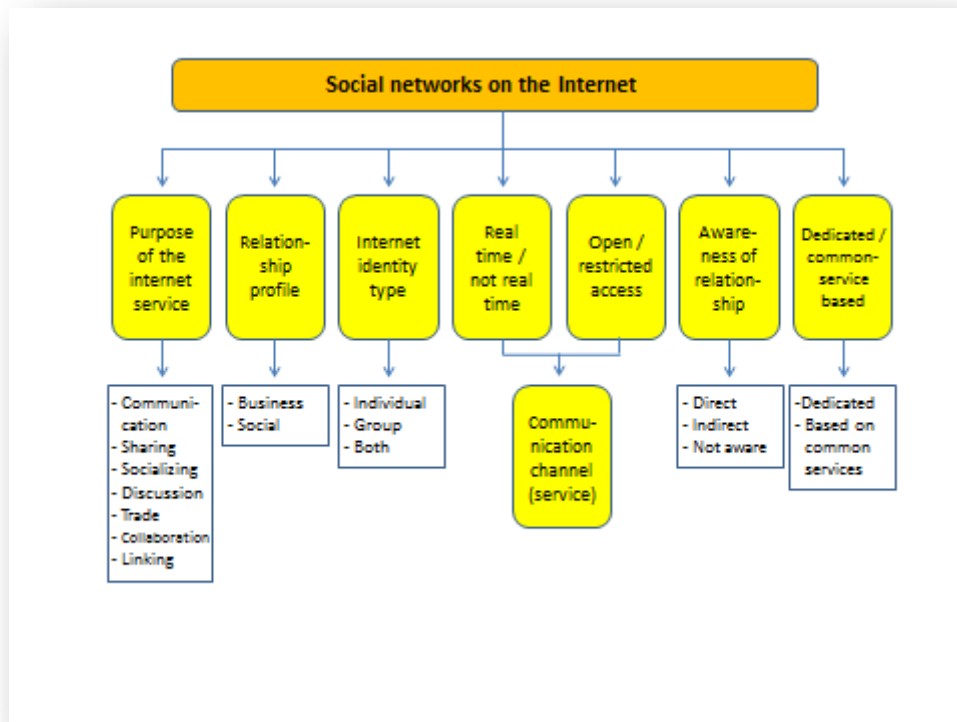 Social networks on the Internet
Purpose
of the
internet
service
Relation-
ship
profile
Internet
identity
type
Real
time /
not real
time
Open /
restricted
access
Aware-
ness of
relation-
ship
Dedicated /
common-
service
based
- Communi-
cation
- Sharing
- Socializing
- Discussion
- Trade
- Collaboration
- Linking
- Business
- Social
- Individual
- Group
- Both
Commu-
nication
channel
(service)
- Direct
- Indirect
- Not aware
-Dedicated
- Based on
common
services